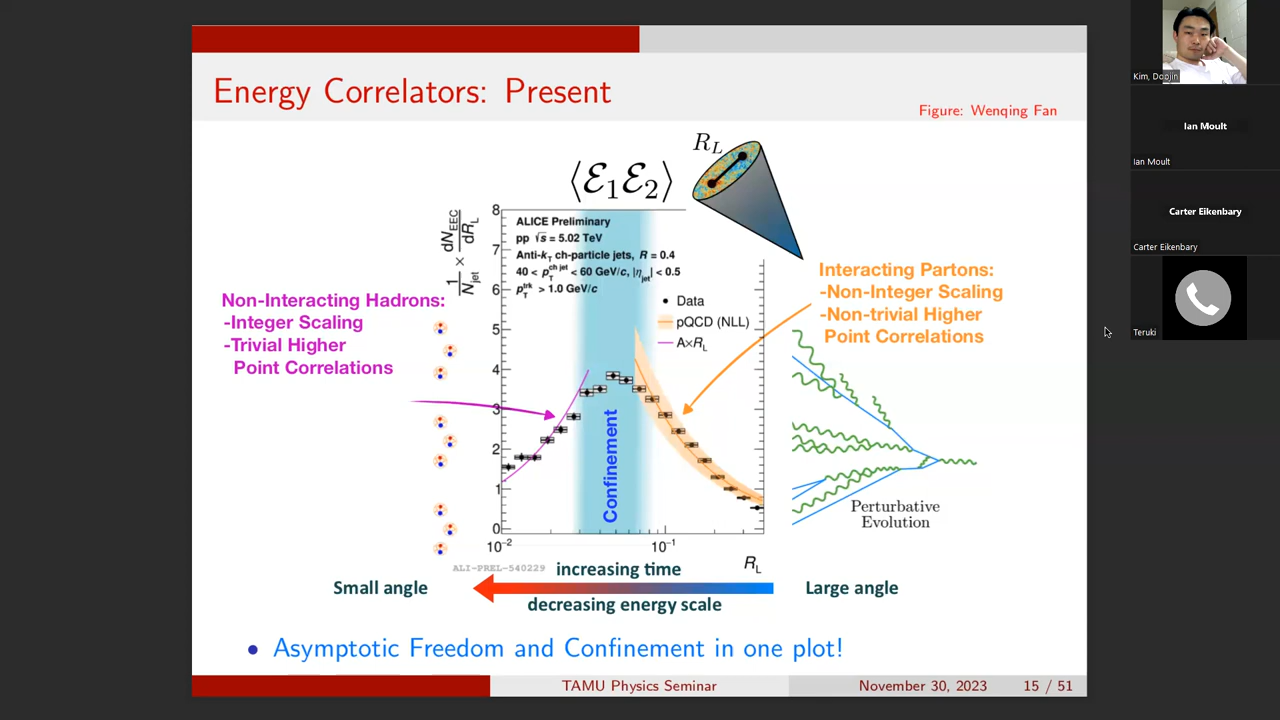 Energy Correlators: Present
Figure: Wenqing Fan
R_L
⟨ℰ₁ℰ₂⟩
1/N_jet × dN_EEC/dR_L
8
7
6
5
4
3
2
1
0
ALICE Preliminary
pp √s = 5.02 TeV
Anti-k_T ch-particle jets, R = 0.4
40 < p_T^ch jet < 60 GeV/c, |η_jet| < 0.5
p_T^trk > 1.0 GeV/c
Data
pQCD (NLL)
A×R_L
Confinement
10⁻²
10⁻¹
R_L
ALI-PREL-540229
Non-Interacting Hadrons:
-Integer Scaling
-Trivial Higher
Point Correlations
Interacting Partons:
-Non-Integer Scaling
-Non-trivial Higher
Point Correlations
Perturbative
Evolution
increasing time
Small angle
Large angle
decreasing energy scale
• Asymptotic Freedom and Confinement in one plot!
TAMU Physics Seminar
November 30, 2023
15 / 51
Kim, Doojin
Ian Moult
Ian Moult
Carter Eikenbary
Carter Eikenbary
Teruki